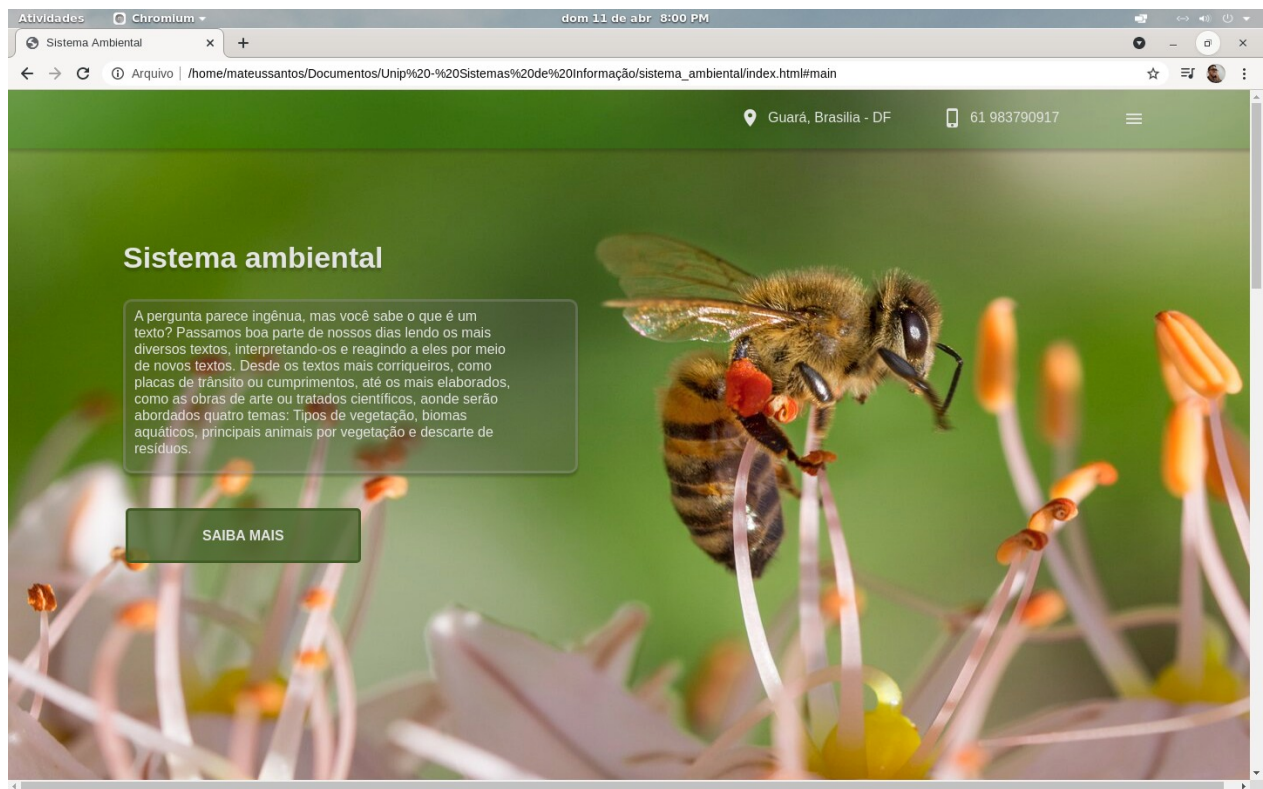 Atividades Chromium dom 11 de abr 8:00 PM
Sistema Ambiental
Arquivo /home/mateussantos/Documentos/Unip%20-%20Sistemas%20de%20Informação/sistema_ambiental/index.html#main
Guará, Brasilia - DF 61 983790917
Sistema ambiental
A pergunta parece ingênua, mas você sabe o que é um
texto? Passamos boa parte de nossos dias lendo os mais
diversos textos, interpretando-os e reagindo a eles por meio
de novos textos. Desde os textos mais corriqueiros, como
placas de trânsito ou cumprimentos, até os mais elaborados,
como as obras de arte ou tratados científicos, aonde serão
abordados quatro temas: Tipos de vegetação, biomas
aquáticos, principais animais por vegetação e descarte de
resíduos.
SAIBA MAIS